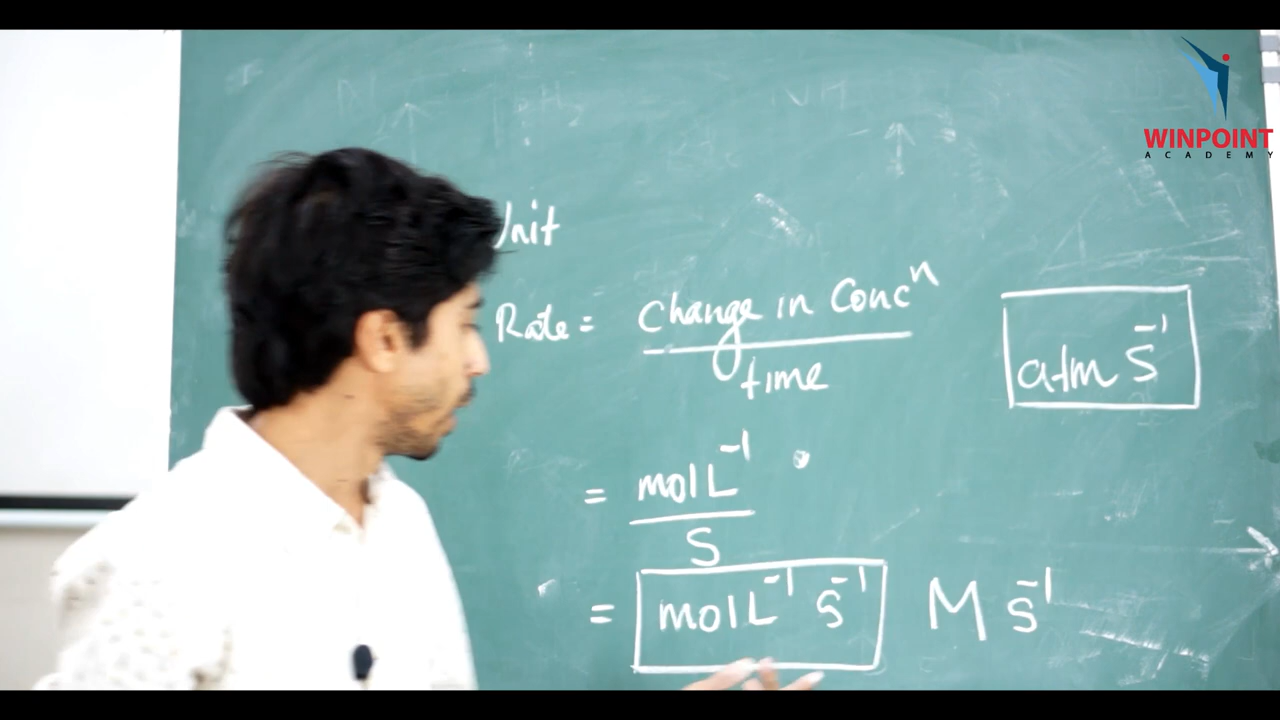 WINPOINT
ACADEMY
Unit
Rate = Change in Concⁿ / time
atm s⁻¹
= mol L⁻¹ / s
= mol L⁻¹ s⁻¹ M s⁻¹